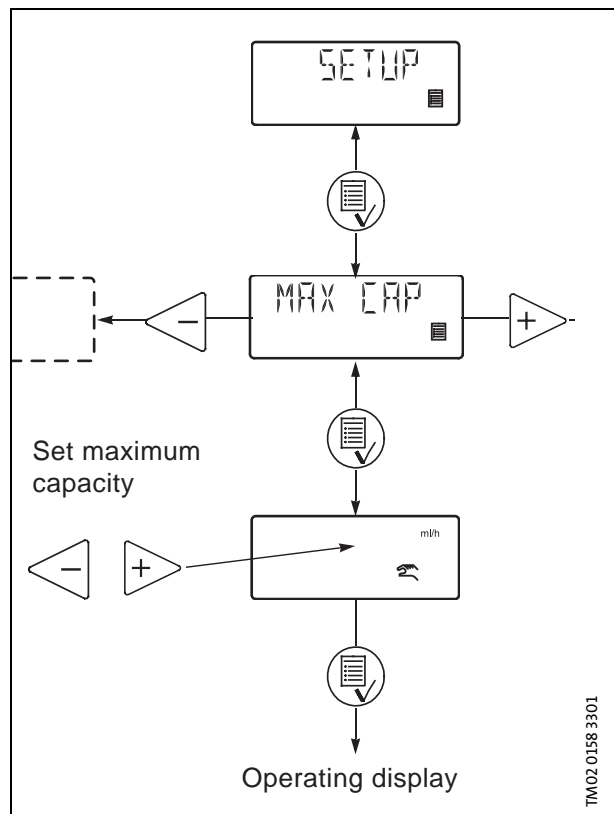 SETUP
−
MAX CAP
+
Set maximum
capacity
− +
ml/h
Operating display
TM02 0158 3301